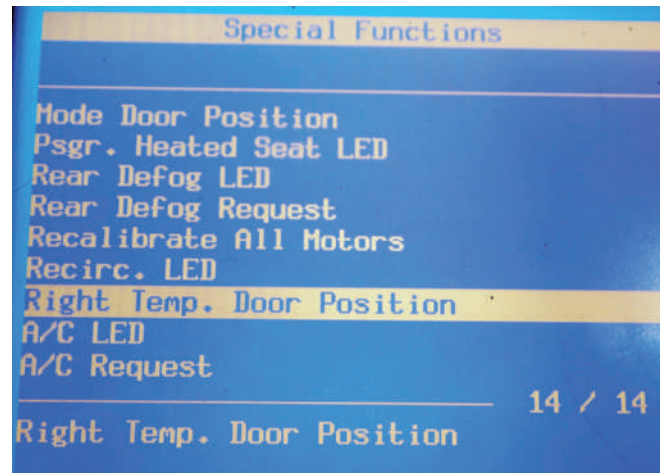 Special Functions
Mode Door Position
Psgr. Heated Seat LED
Rear Defog LED
Rear Defog Request
Recalibrate All Motors
Recirc. LED
Right Temp. Door Position
A/C LED
A/C Request
14 / 14
Right Temp. Door Position